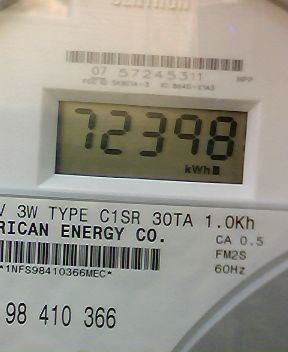 CENTRON
07 57245311
72398
kWh
V 3W TYPE C1SR 30TA 1.0Kh
RICAN ENERGY CO.
CA 0.5
FM2S
*1NFS98410366MEC*
60Hz
98 410 366